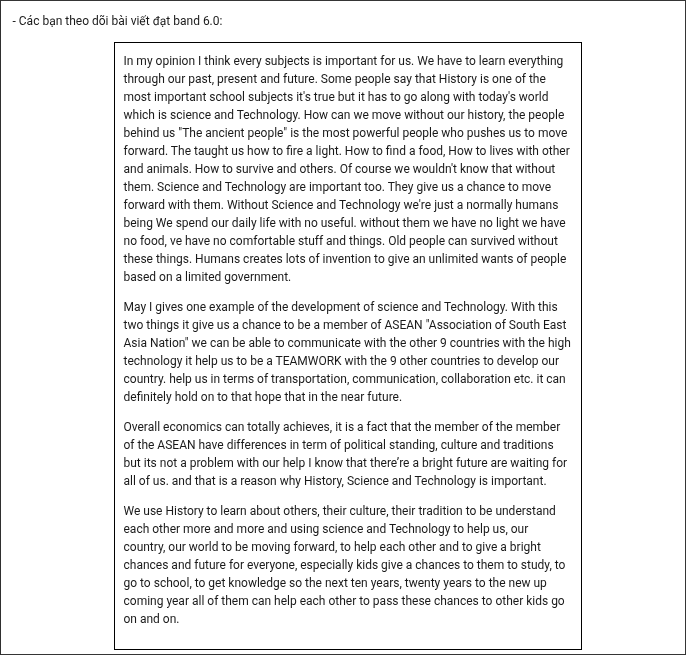 - Các bạn theo dõi bài viết đạt band 6.0:
In my opinion I think every subjects is important for us. We have to learn everything
through our past, present and future. Some people say that History is one of the
most important school subjects it's true but it has to go along with today's world
which is science and Technology. How can we move without our history, the people
behind us "The ancient people" is the most powerful people who pushes us to move
forward. The taught us how to fire a light. How to find a food, How to lives with other
and animals. How to survive and others. Of course we wouldn't know that without
them. Science and Technology are important too. They give us a chance to move
forward with them. Without Science and Technology we're just a normally humans
being We spend our daily life with no useful. without them we have no light we have
no food, ve have no comfortable stuff and things. Old people can survived without
these things. Humans creates lots of invention to give an unlimited wants of people
based on a limited government.
May I gives one example of the development of science and Technology. With this
two things it give us a chance to be a member of ASEAN "Association of South East
Asia Nation" we can be able to communicate with the other 9 countries with the high
technology it help us to be a TEAMWORK with the 9 other countries to develop our
country. help us in terms of transportation, communication, collaboration etc. it can
definitely hold on to that hope that in the near future.
Overall economics can totally achieves, it is a fact that the member of the member
of the ASEAN have differences in term of political standing, culture and traditions
but its not a problem with our help I know that there're a bright future are waiting for
all of us. and that is a reason why History, Science and Technology is important.
We use History to learn about others, their culture, their tradition to be understand
each other more and more and using science and Technology to help us, our
country, our world to be moving forward, to help each other and to give a bright
chances and future for everyone, especially kids give a chances to them to study, to
go to school, to get knowledge so the next ten years, twenty years to the new up
coming year all of them can help each other to pass these chances to other kids go
on and on.